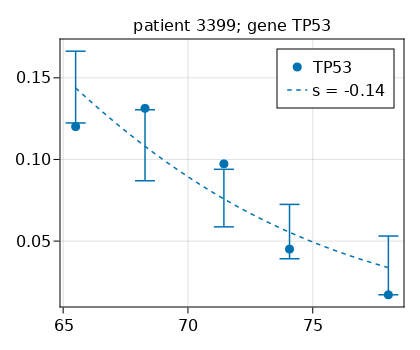 patient 3399; gene TP53
TP53
s = -0.14
0.15
0.10
0.05
65 70 75